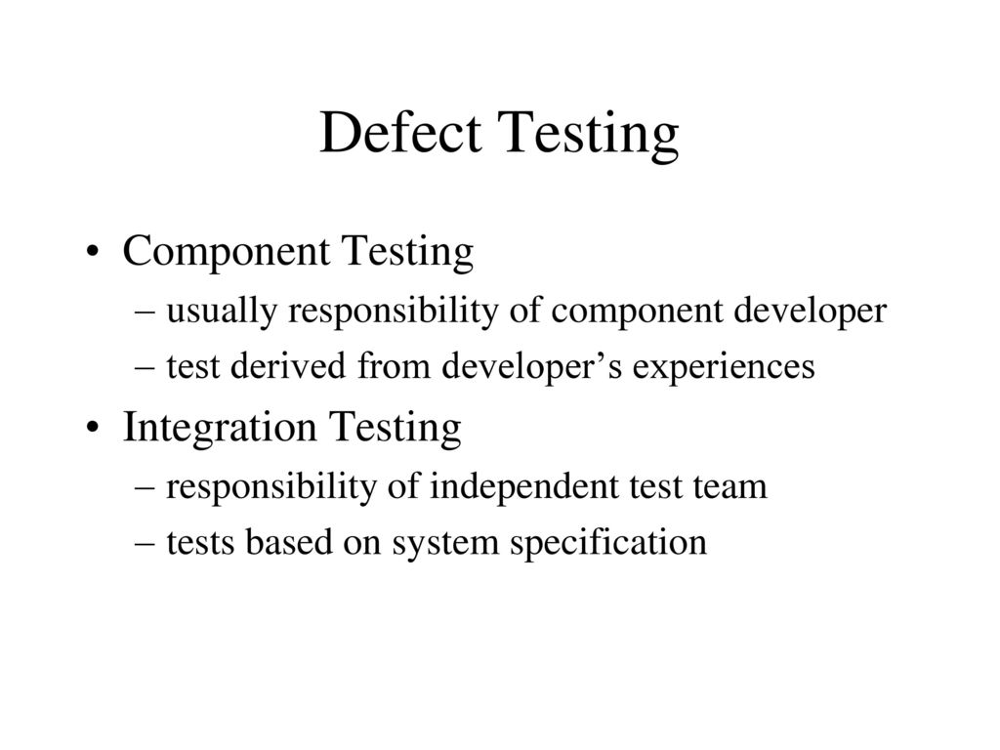 Defect Testing
• Component Testing
– usually responsibility of component developer
– test derived from developer’s experiences
• Integration Testing
– responsibility of independent test team
– tests based on system specification